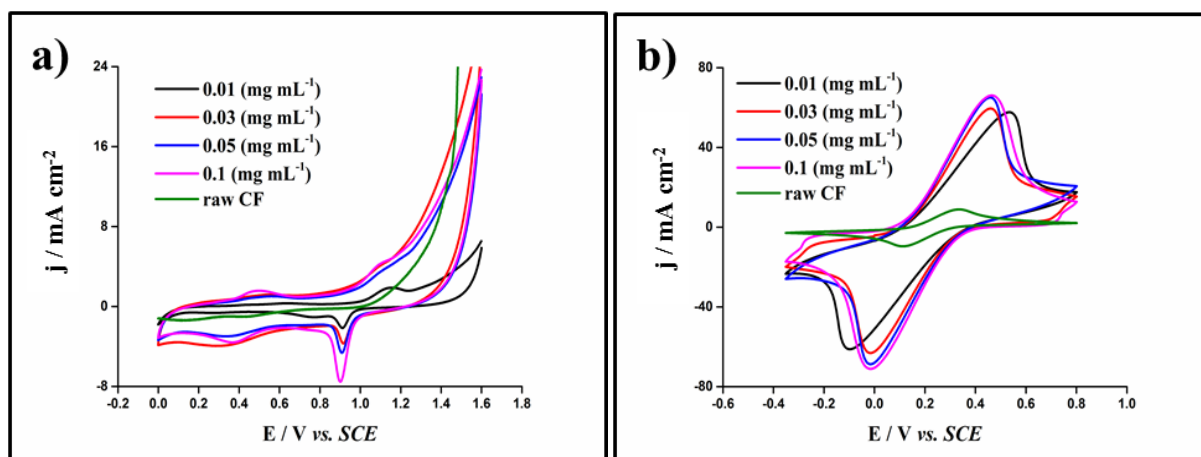 a)
0.01 (mg mL⁻¹)
0.03 (mg mL⁻¹)
0.05 (mg mL⁻¹)
0.1 (mg mL⁻¹)
raw CF
24
16
8
0
-8
j / mA cm⁻²
-0.2 0.0 0.2 0.4 0.6 0.8 1.0 1.2 1.4 1.6 1.8
E / V vs. SCE
b)
0.01 (mg mL⁻¹)
0.03 (mg mL⁻¹)
0.05 (mg mL⁻¹)
0.1 (mg mL⁻¹)
raw CF
80
40
0
-40
-80
j / mA cm⁻²
-0.6 -0.4 -0.2 0.0 0.2 0.4 0.6 0.8 1.0
E / V vs. SCE